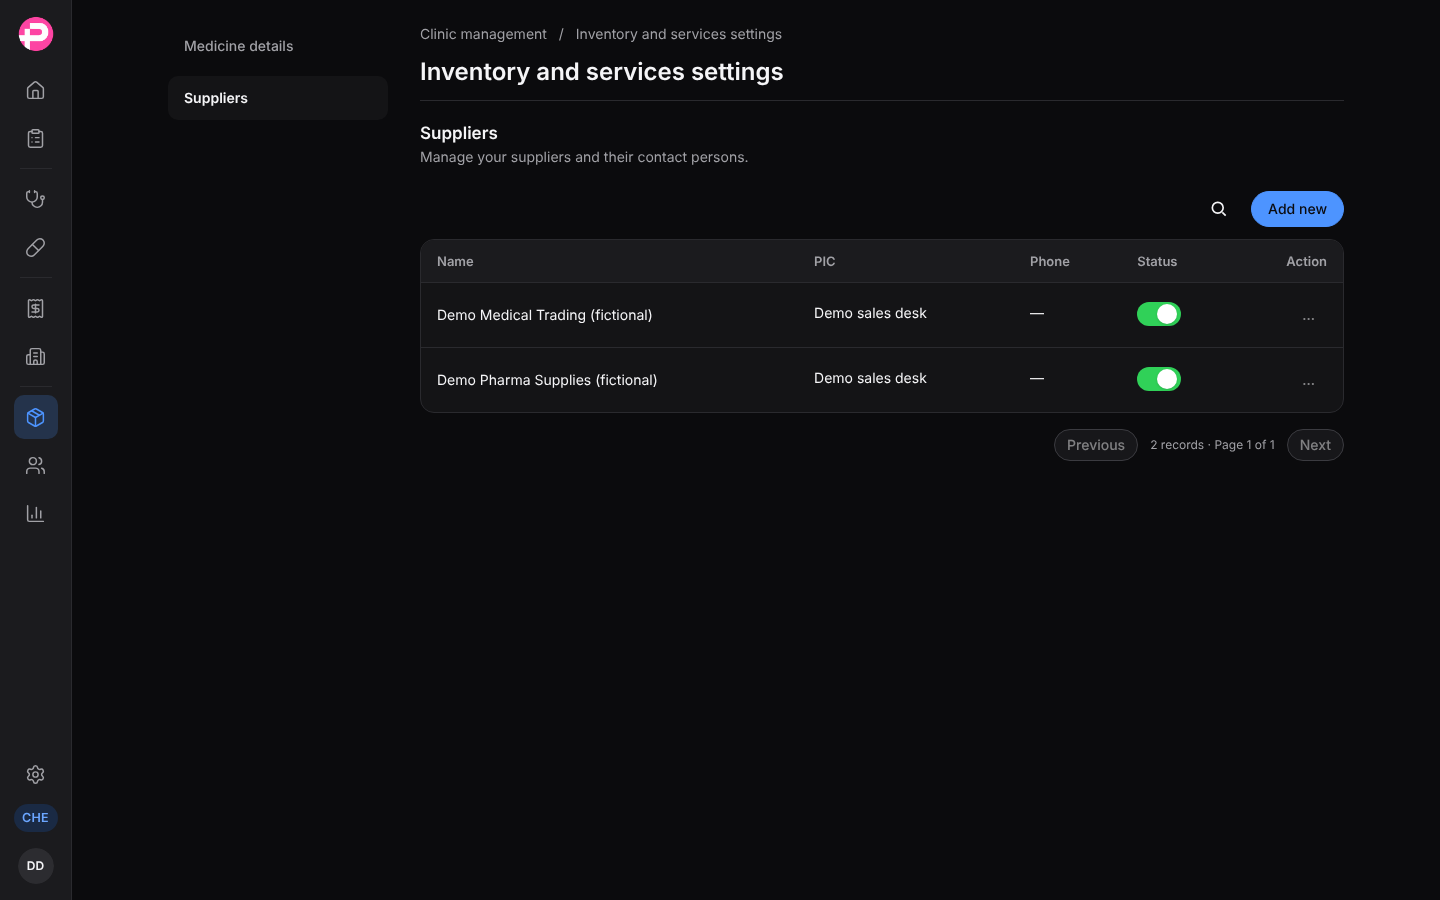 Medicine details
Suppliers
Clinic management / Inventory and services settings
Inventory and services settings
Suppliers
Manage your suppliers and their contact persons.
Add new
Name PIC Phone Status Action
Demo Medical Trading (fictional) Demo sales desk — ...
Demo Pharma Supplies (fictional) Demo sales desk — ...
Previous 2 records · Page 1 of 1 Next
CHE
DD